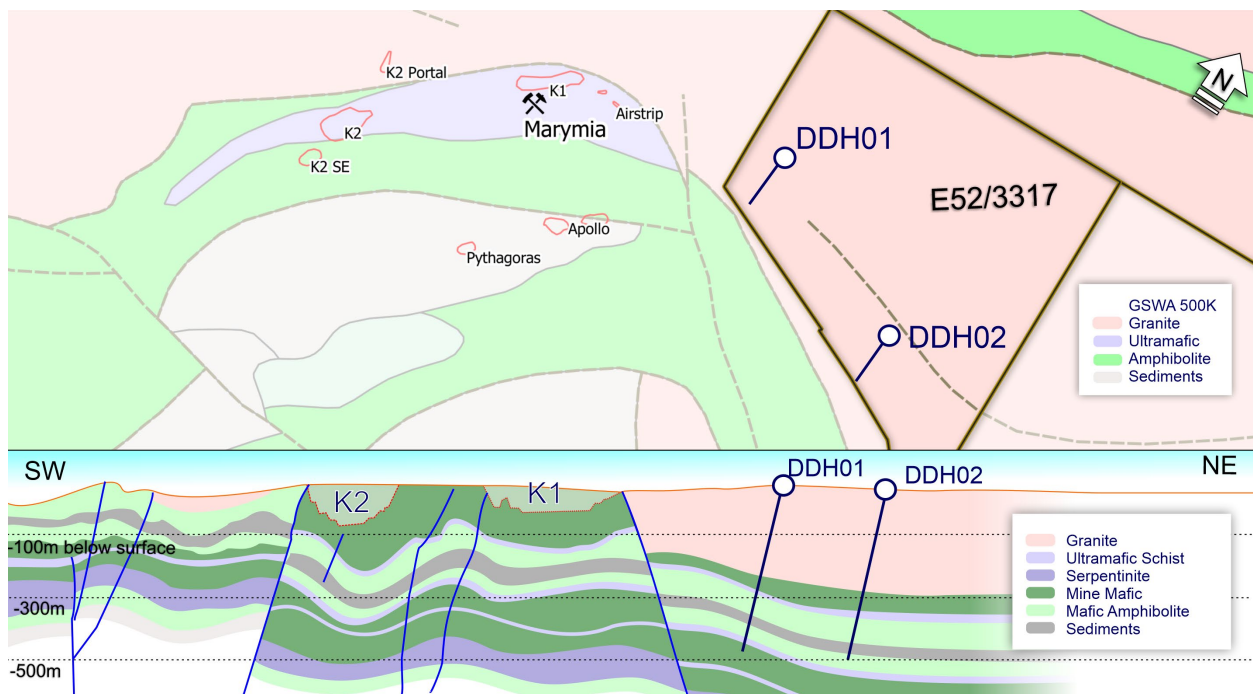 K2 Portal
K1
Airstrip
Marymia
K2
K2 SE
Apollo
Pythagoras
DDH01
E52/3317
DDH02
N
GSWA 500K
Granite
Ultramafic
Amphibolite
Sediments
SW
NE
DDH01
DDH02
K2
K1
-100m below surface
-300m
-500m
Granite
Ultramafic Schist
Serpentinite
Mine Mafic
Mafic Amphibolite
Sediments